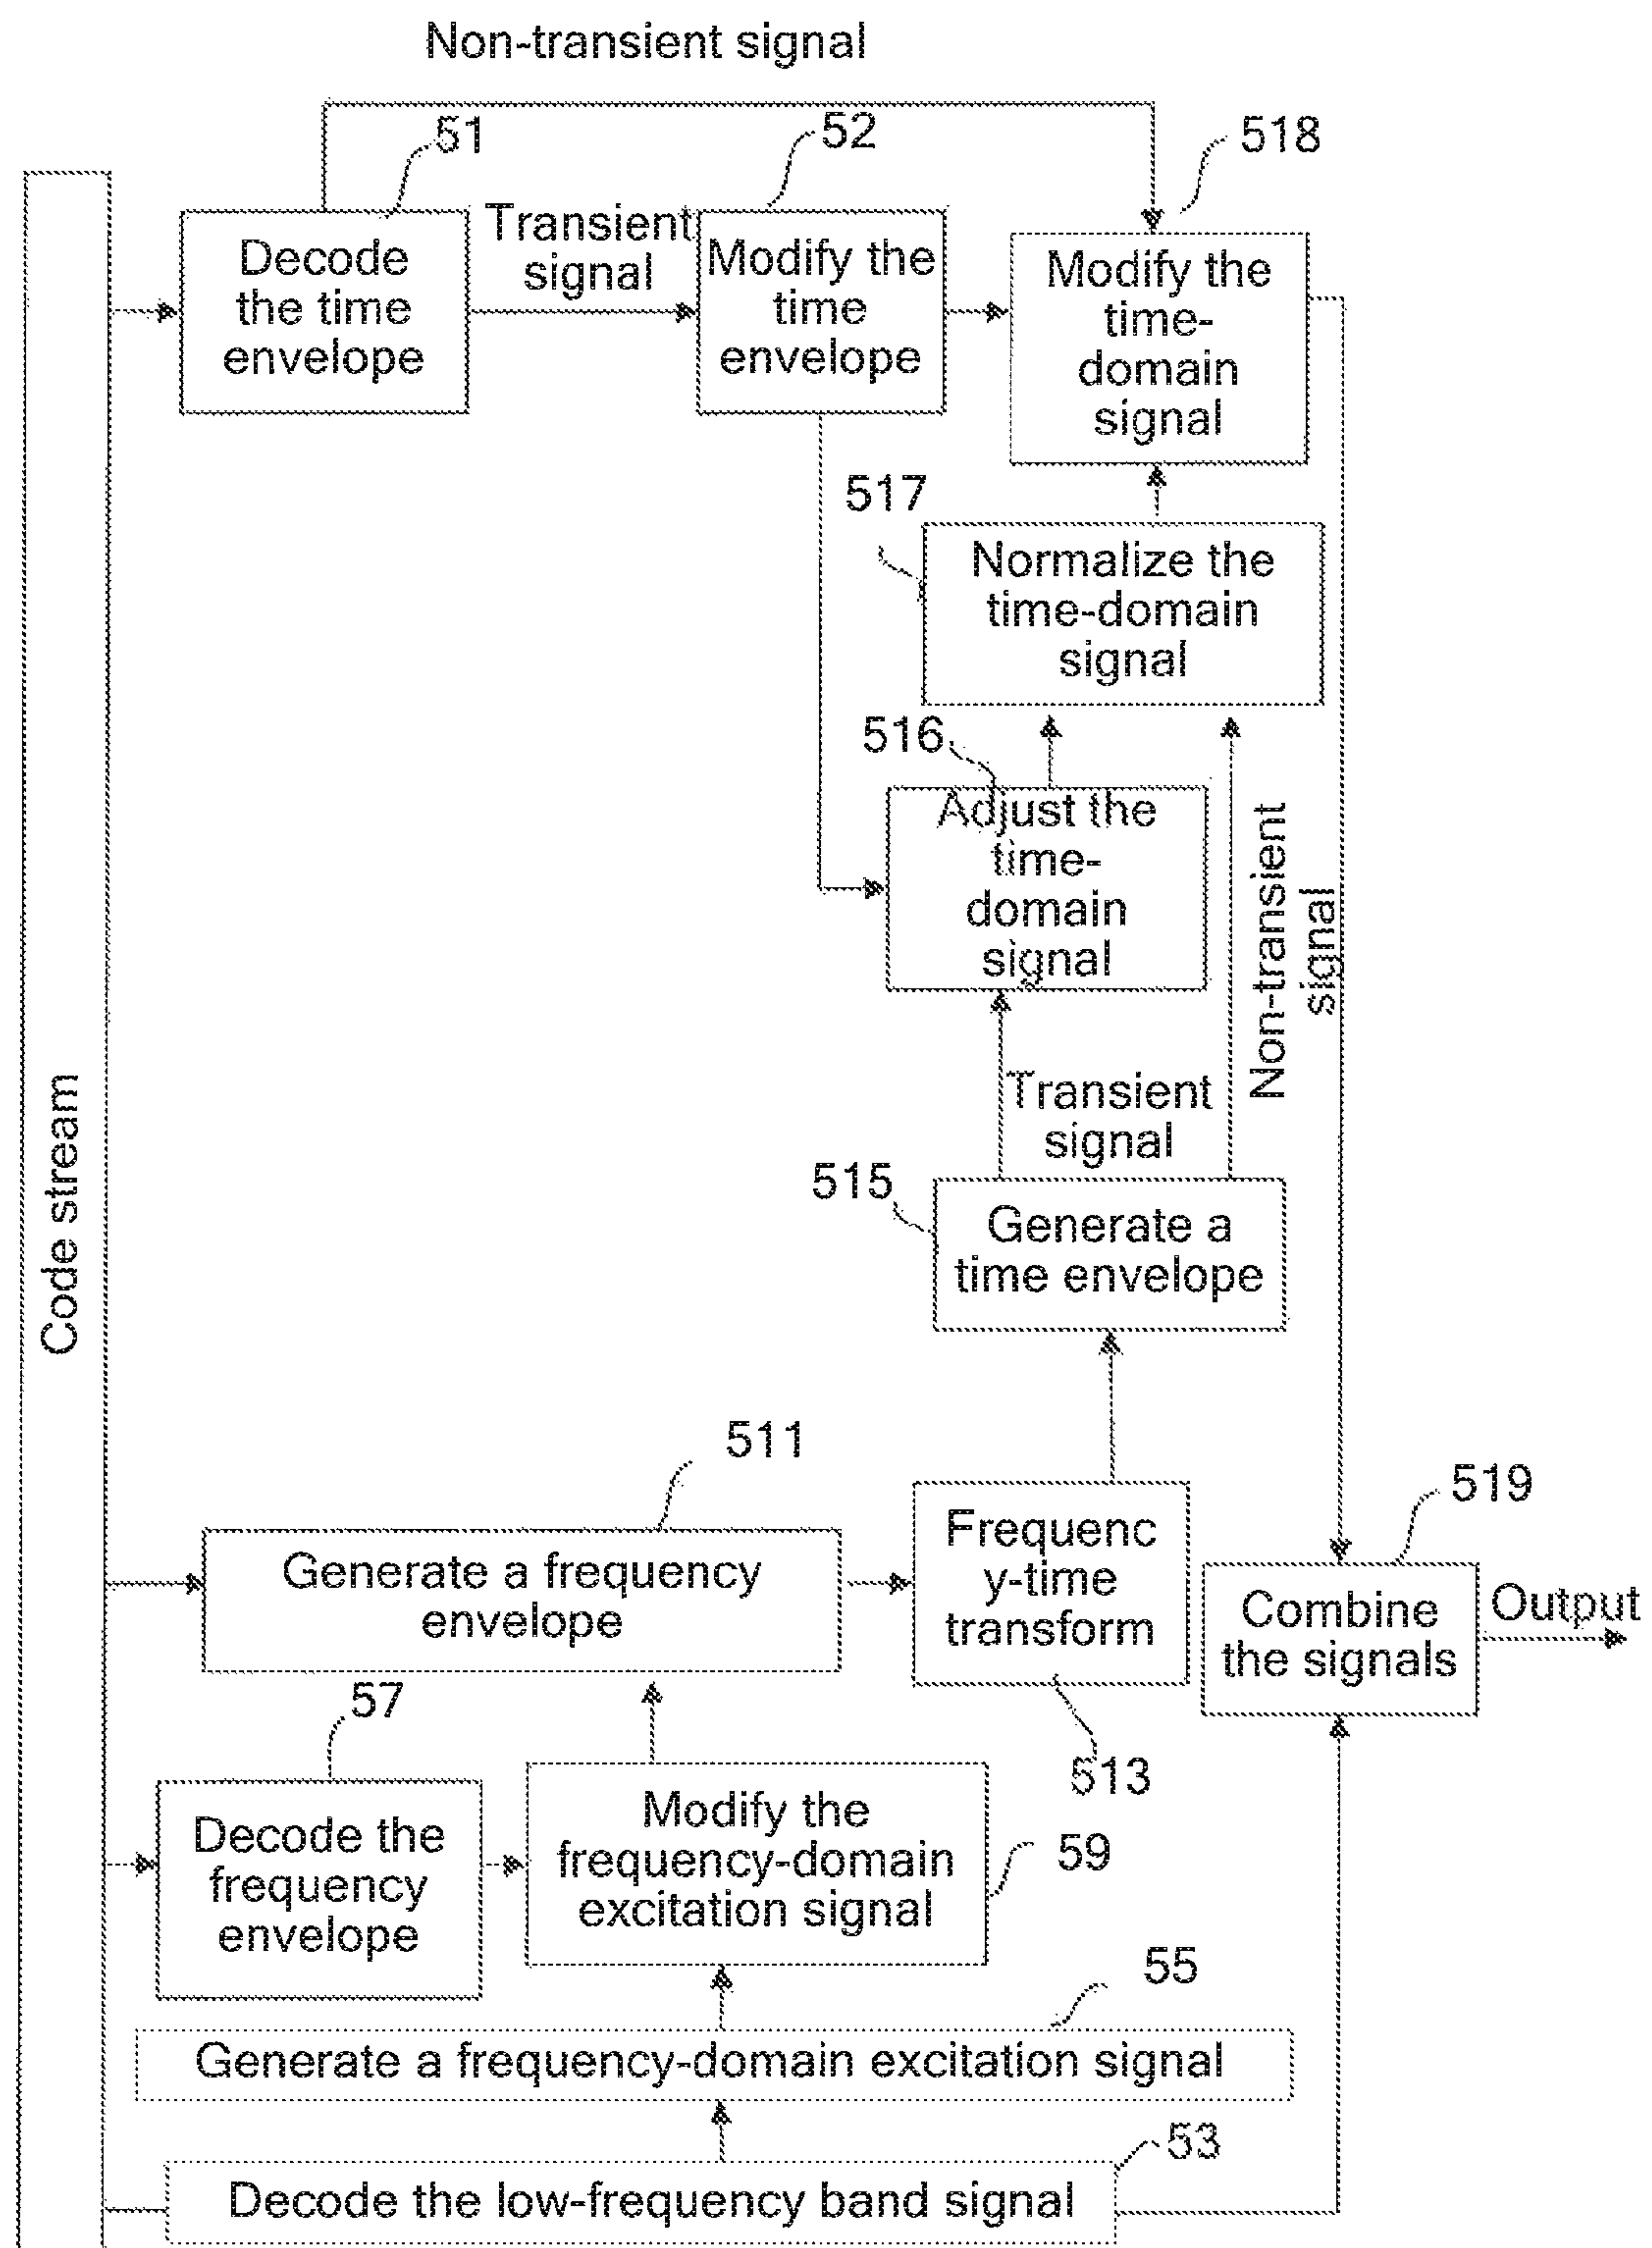 Non-transient signal
51
52
518
Decode
the time
envelope
Transient
signal
Modify the
time
envelope
Modify the
time-
domain
signal
517
Normalize the
time-domain
signal
516
Adjust the
time-
domain
signal
Non-transient
signal
Transient
signal
Code stream
515
Generate a
time envelope
511
519
Generate a frequency
envelope
Frequenc
y-time
transform
Combine
the signals
Output
57
513
Decode the
frequency
envelope
Modify the
frequency-domain
excitation signal
59
55
Generate a frequency-domain excitation signal
53
Decode the low-frequency band signal